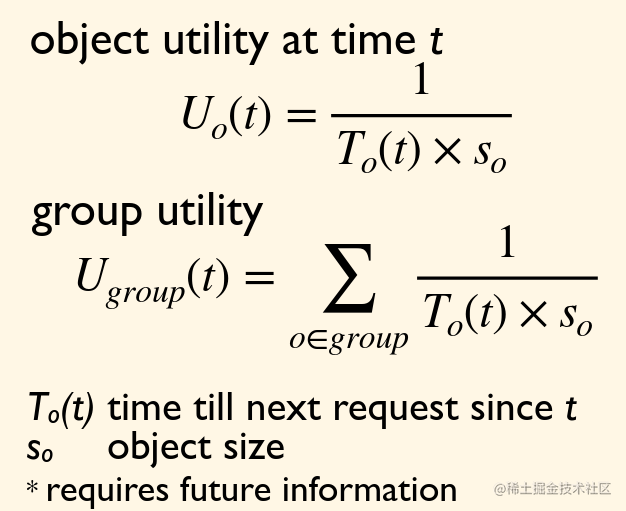 object utility at time t
U_o(t) = 1 / (T_o(t) × s_o)
group utility
U_group(t) = ∑_{o∈group} 1 / (T_o(t) × s_o)
T_o(t) time till next request since t
s_o object size
* requires future information
@稀土掘金技术社区